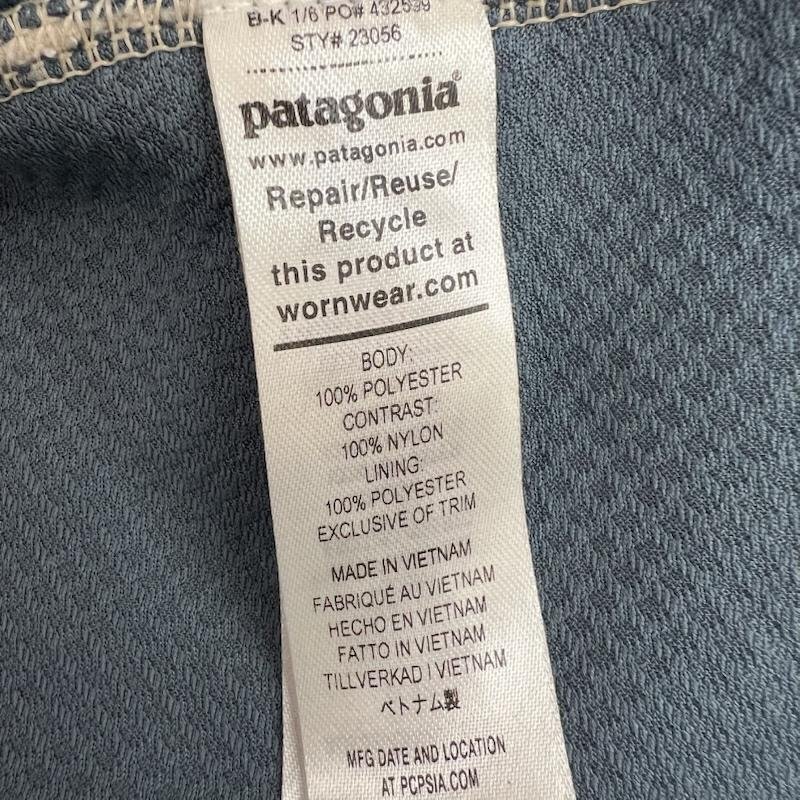 B-K 1/6 PO# 432599
STY# 23056
patagonia®
www.patagonia.com
Repair/Reuse/
Recycle
this product at
wornwear.com
BODY:
100% POLYESTER
CONTRAST:
100% NYLON
LINING:
100% POLYESTER
EXCLUSIVE OF TRIM
MADE IN VIETNAM
FABRIQUÉ AU VIETNAM
HECHO EN VIETNAM
FATTO IN VIETNAM
TILLVERKAD I VIETNAM
ベトナム製
MFG DATE AND LOCATION
AT PCPSIA.COM